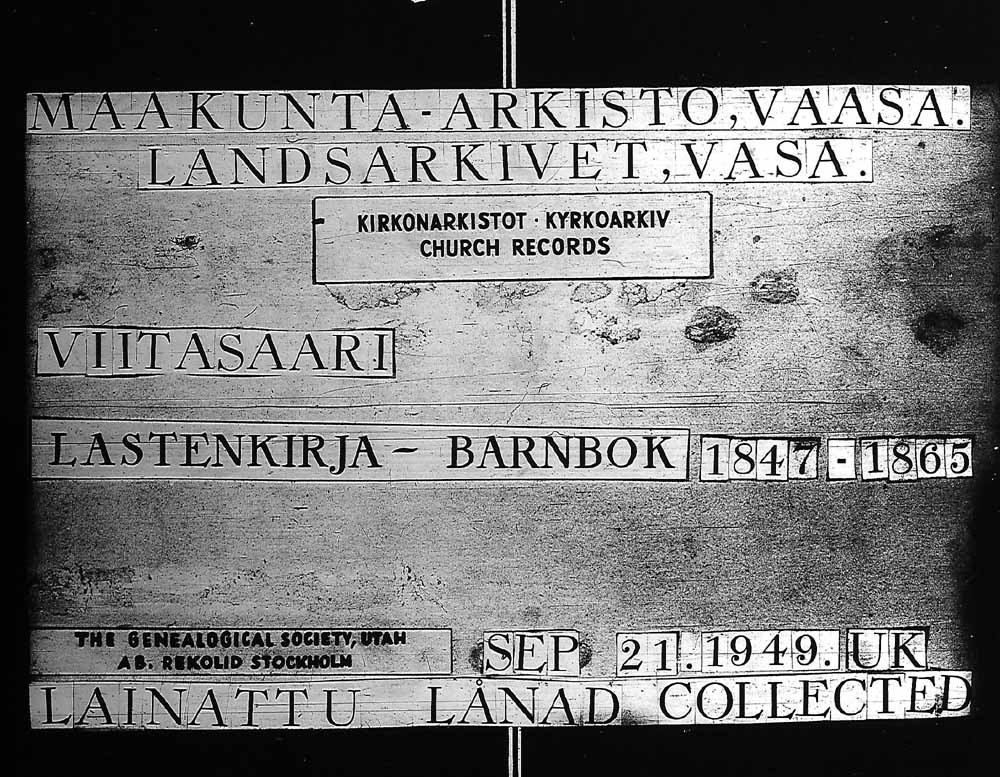 MAAKUNTA-ARKISTO, VAASA.
LANDSARKIVET, VASA.
KIRKONARKISTOT · KYRKOARKIV
CHURCH RECORDS
VIITASAARI
LASTENKIRJA – BARNBOK 1847 - 1865
THE GENEALOGICAL SOCIETY, UTAH
AB. REKOLID STOCKHOLM
SEP 21. 1949. UK
LAINATTU LÅNAD COLLECTED